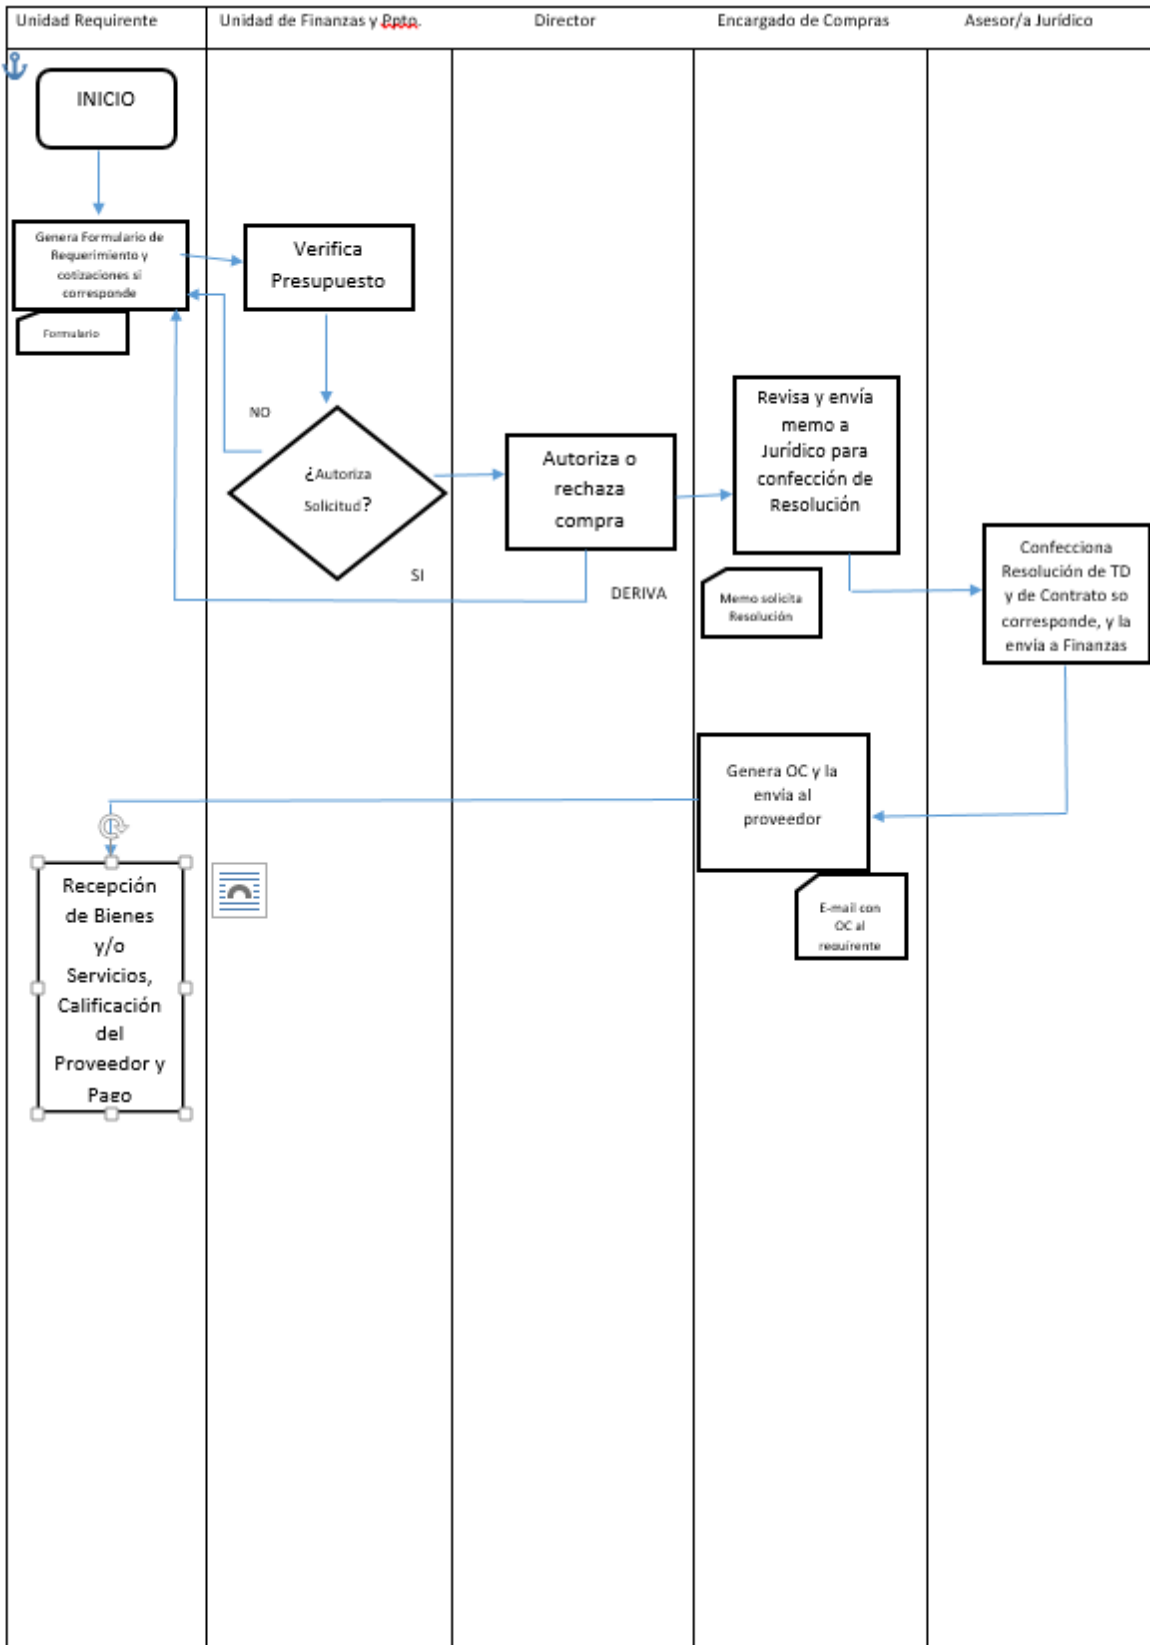 Unidad Requirente
Unidad de Finanzas y Ppto.
Director
Encargado de Compras
Asesor/a Jurídico
INICIO
Genera Formulario de
Requerimiento y
cotizaciones si
corresponde
Formulario
Verifica
Presupuesto
NO
¿Autoriza
Solicitud?
SI
Autoriza o
rechaza
compra
DERIVA
Revisa y envía
memo a
Jurídico para
confección de
Resolución
Memo solicita
Resolución
Confecciona
Resolución de TD
y de Contrato so
corresponde, y la
envía a Finanzas
Genera OC y la
envía al
proveedor
E-mail con
OC al
requirente
Recepción
de Bienes
y/o
Servicios,
Calificación
del
Proveedor y
Pago